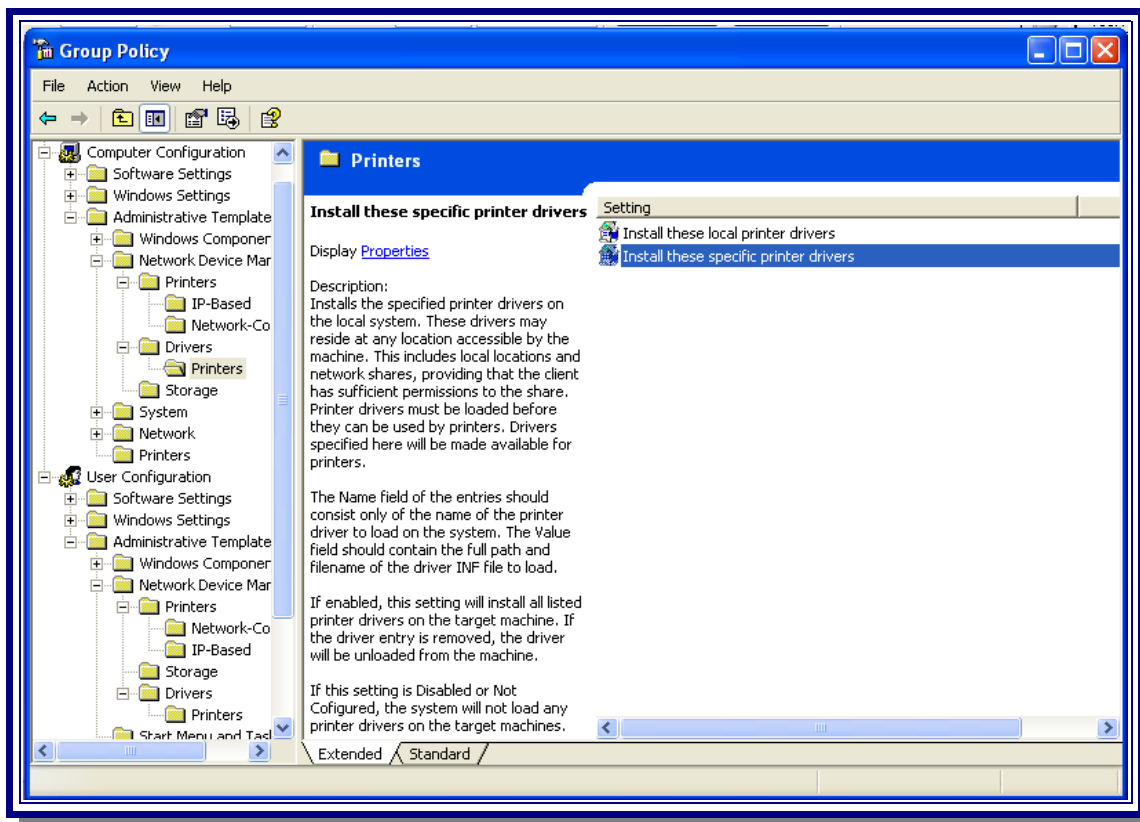 Group Policy
File Action View Help
Computer Configuration
Software Settings
Windows Settings
Administrative Template
Windows Componer
Network Device Mar
Printers
IP-Based
Network-Co
Drivers
Printers
Storage
System
Network
Printers
User Configuration
Software Settings
Windows Settings
Administrative Template
Windows Componer
Network Device Mar
Printers
Network-Co
IP-Based
Storage
Drivers
Printers
Start Menu and Tasl
Printers
Install these specific printer drivers
Display Properties
Description:
Installs the specified printer drivers on
the local system. These drivers may
reside at any location accessible by the
machine. This includes local locations and
network shares, providing that the client
has sufficient permissions to the share.
Printer drivers must be loaded before
they can be used by printers. Drivers
specified here will be made available for
printers.
The Name field of the entries should
consist only of the name of the printer
driver to load on the system. The Value
field should contain the full path and
filename of the driver INF file to load.
If enabled, this setting will install all listed
printer drivers on the target machine. If
the driver entry is removed, the driver
will be unloaded from the machine.
If this setting is Disabled or Not
Cofigured, the system will not load any
printer drivers on the target machines.
Setting
Install these local printer drivers
Install these specific printer drivers
Extended Standard